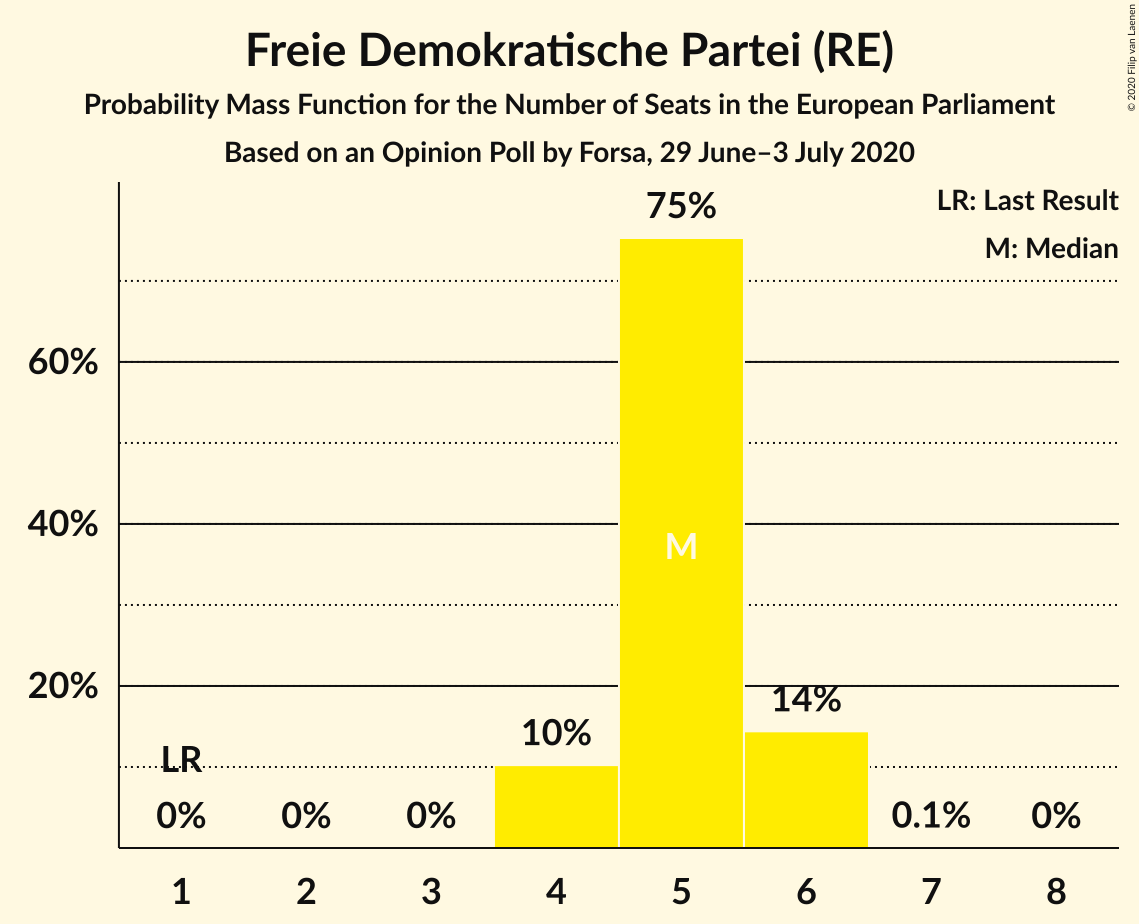 Freie Demokratische Partei (RE)
Probability Mass Function for the Number of Seats in the European Parliament
Based on an Opinion Poll by Forsa, 29 June–3 July 2020
© 2020 Filip van Laenen
LR: Last Result
M: Median
75%
60%
40%
M
20%
14%
10%
LR
0%
0%
0%
0.1%
0%
1
2
3
4
5
6
7
8